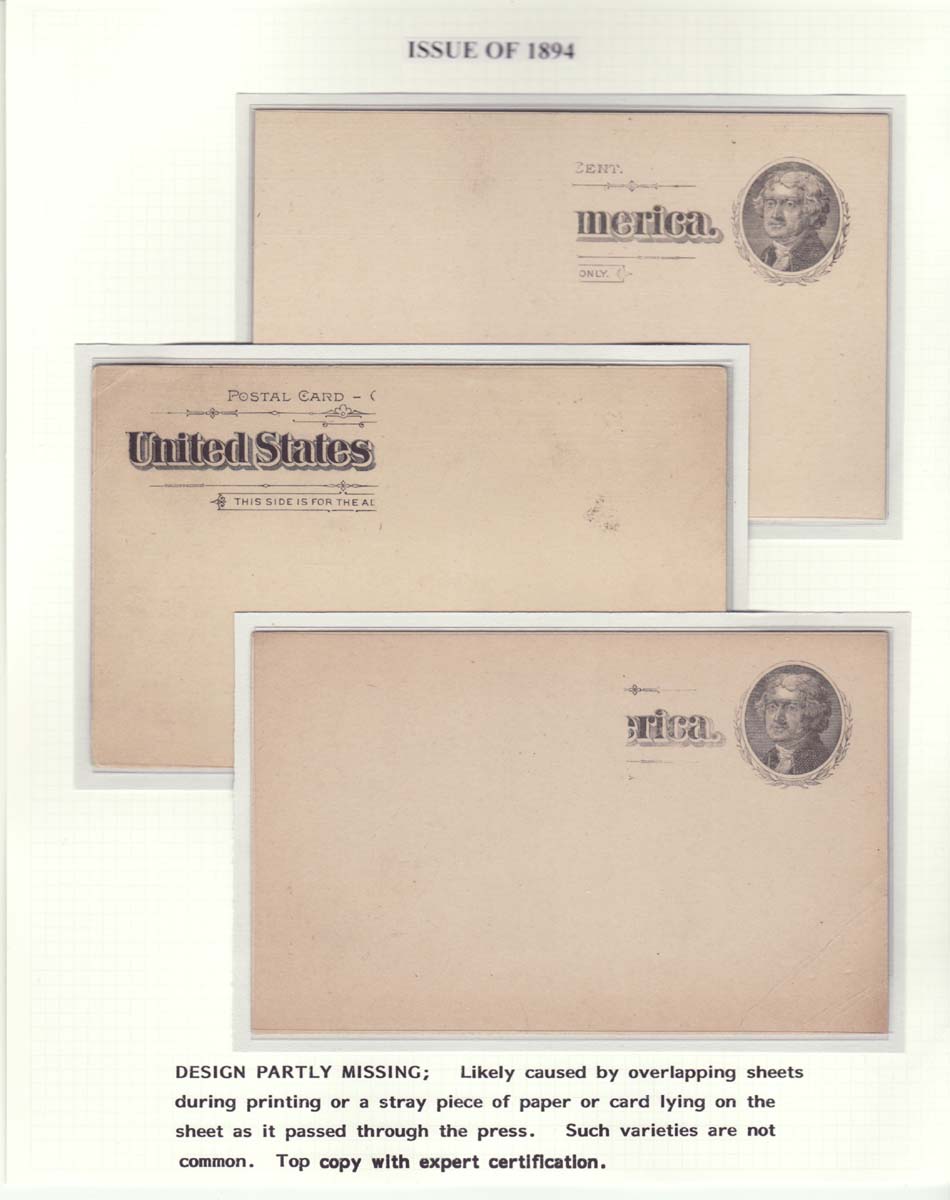 ISSUE OF 1894
CENT.
merica.
ONLY.
POSTAL CARD – C
United States
THIS SIDE IS FOR THE AD
erica.
DESIGN PARTLY MISSING; Likely caused by overlapping sheets
during printing or a stray piece of paper or card lying on the
sheet as it passed through the press. Such varieties are not
common. Top copy with expert certification.